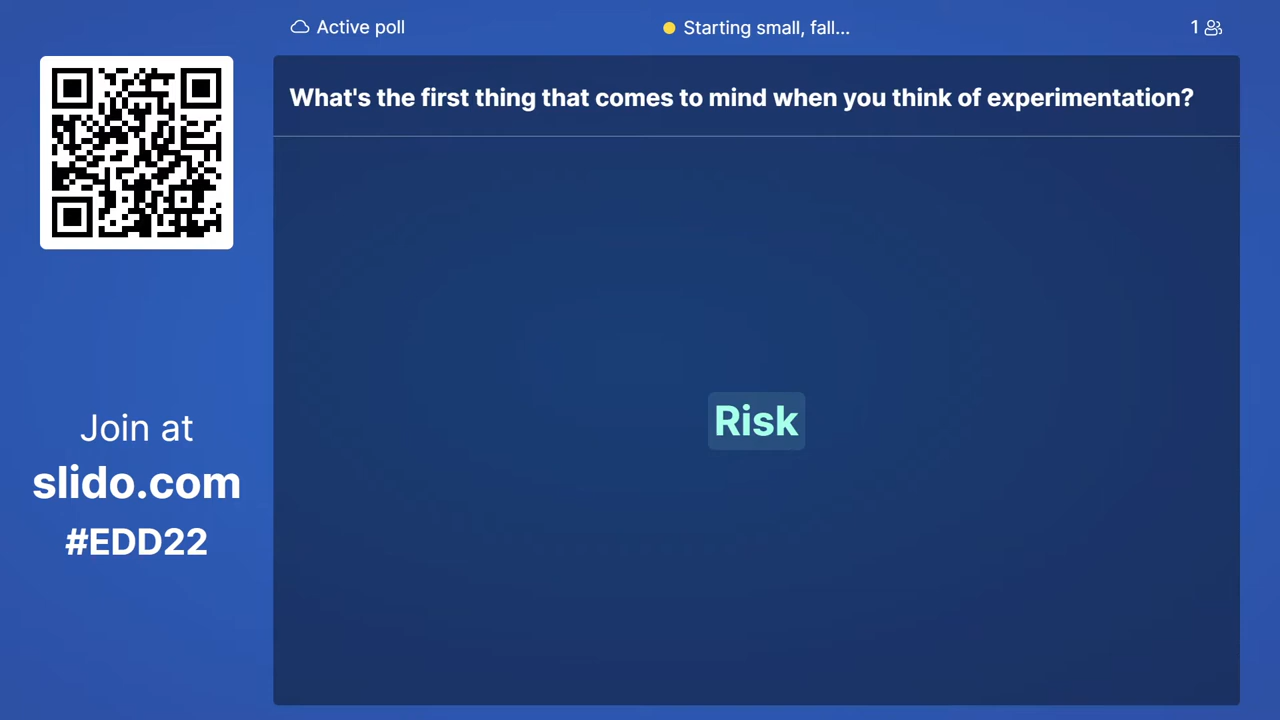 Active poll
Starting small, fall...
1
What's the first thing that comes to mind when you think of experimentation?
Risk
Join at
slido.com
#EDD22